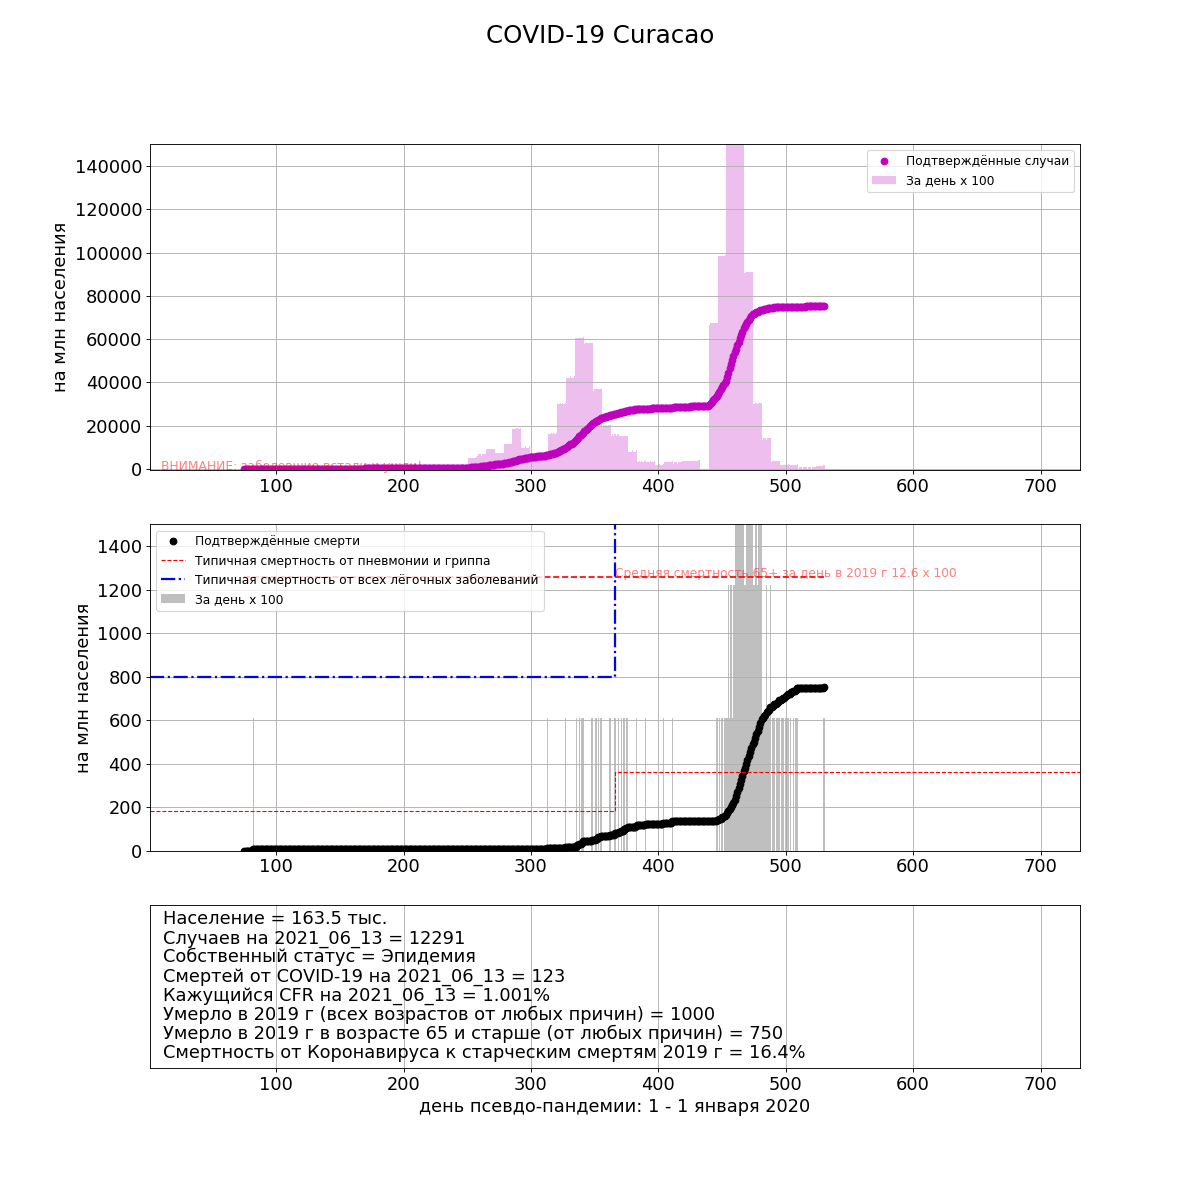 COVID-19 Curacao
на млн населения
140000
120000
100000
80000
60000
40000
20000
0
Подтверждённые случаи
За день x 100
ВНИМАНИЕ:
100 200 300 400 500 600 700
на млн населения
1400
1200
1000
800
600
400
200
0
Подтверждённые смерти
Типичная смертность от пневмонии и гриппа
Типичная смертность от всех лёгочных заболеваний
За день x 100
Средняя смертность 65+ за день в 2019 г 12.6 x 100
100 200 300 400 500 600 700
Население = 163.5 тыс.
Случаев на 2021_06_13 = 12291
Собственный статус = Эпидемия
Смертей от COVID-19 на 2021_06_13 = 123
Кажущийся CFR на 2021_06_13 = 1.001%
Умерло в 2019 г (всех возрастов от любых причин) = 1000
Умерло в 2019 г в возрасте 65 и старше (от любых причин) = 750
Смертность от Коронавируса к старческим смертям 2019 г = 16.4%
100 200 300 400 500 600 700
день псевдо-пандемии: 1 - 1 января 2020